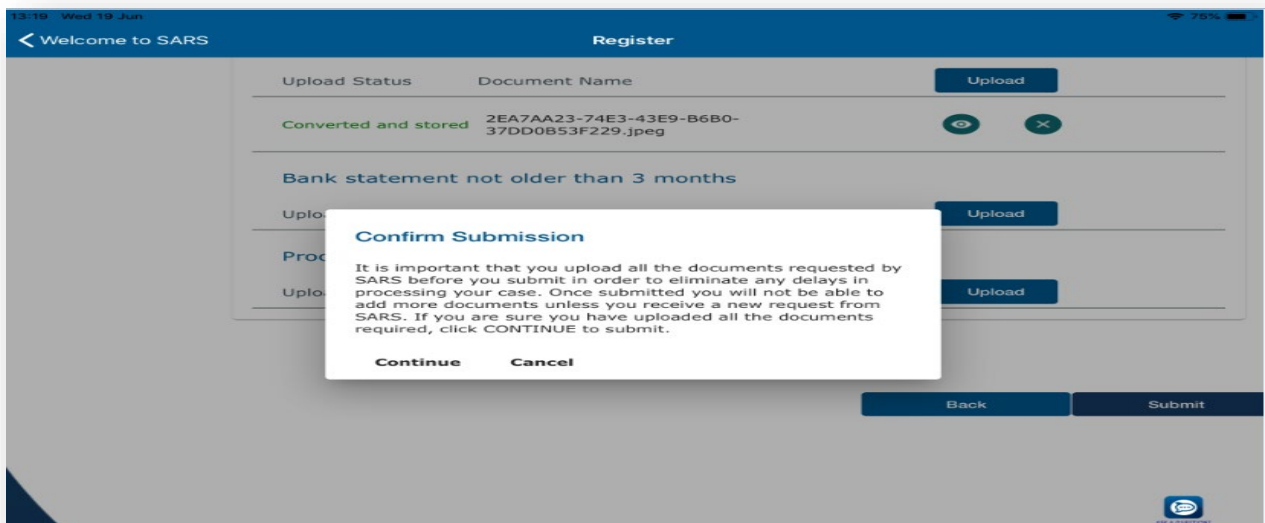 13:19 Wed 19 Jun
75%
Welcome to SARS
Register
Upload Status Document Name Upload
Converted and stored 2EA7AA23-74E3-43E9-B6B0-
37DD0B53F229.jpeg
Bank statement not older than 3 months
Uplo Upload
Confirm Submission
Proo
It is important that you upload all the documents requested by
SARS before you submit in order to eliminate any delays in
Uplo processing your case. Once submitted you will not be able to Upload
add more documents unless you receive a new request from
SARS. If you are sure you have uploaded all the documents
required, click CONTINUE to submit.
Continue Cancel
Back Submit